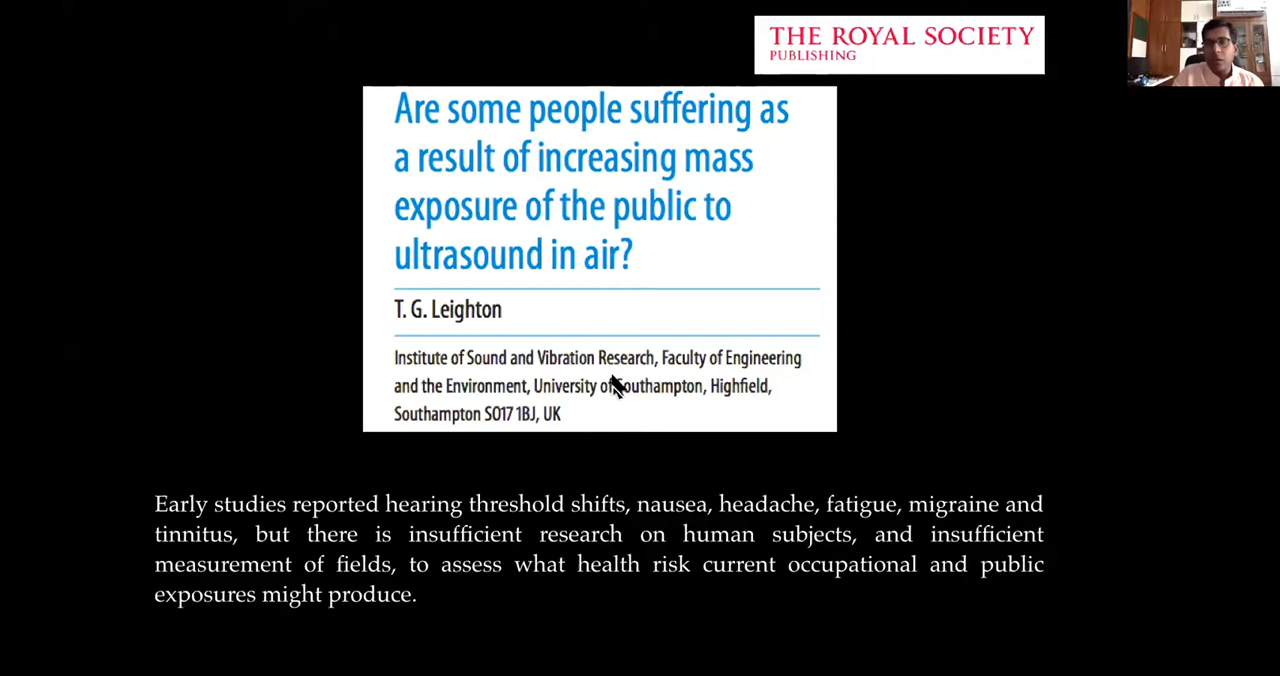 THE ROYAL SOCIETY
PUBLISHING
Are some people suffering as
a result of increasing mass
exposure of the public to
ultrasound in air?
T. G. Leighton
Institute of Sound and Vibration Research, Faculty of Engineering
and the Environment, University of Southampton, Highfield,
Southampton SO17 1BJ, UK
Early studies reported hearing threshold shifts, nausea, headache, fatigue, migraine and
tinnitus, but there is insufficient research on human subjects, and insufficient
measurement of fields, to assess what health risk current occupational and public
exposures might produce.